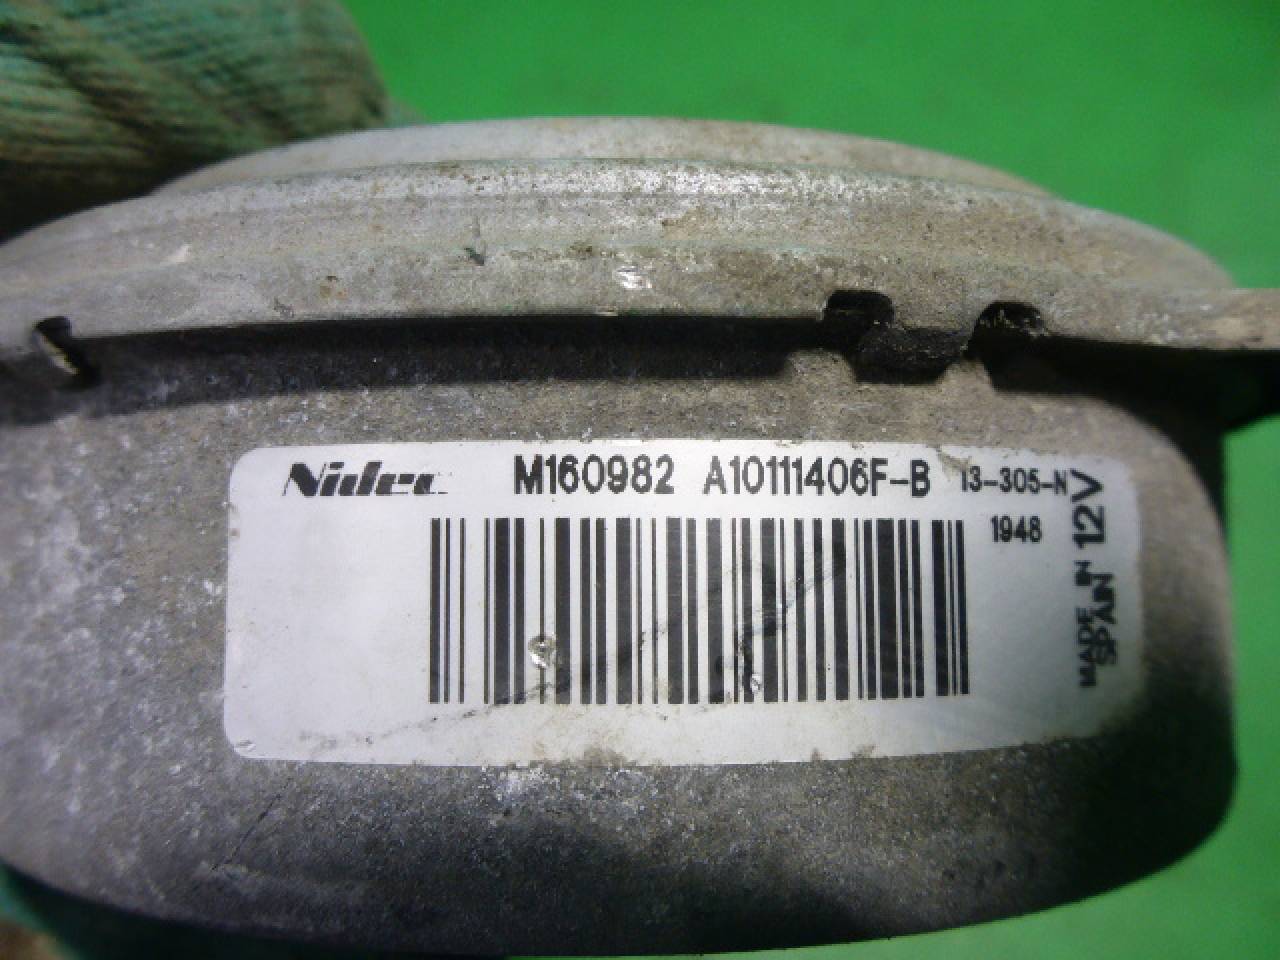 Nidec M160982 A10111406F-B 13-305-N
1948
12V
MADE IN
SPAIN